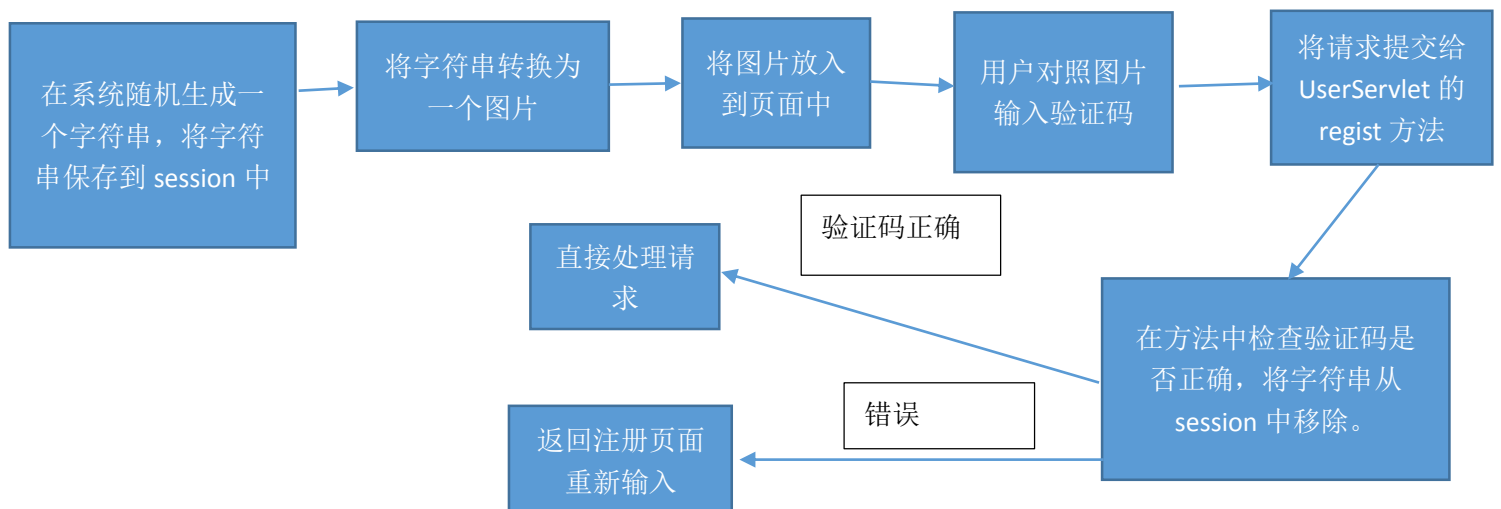 在系统随机生成一
个字符串，将字符
串保存到 session 中
将字符串转换为
一个图片
将图片放入
到页面中
用户对照图片
输入验证码
将请求提交给
UserServlet 的
regist 方法
验证码正确
直接处理请
求
在方法中检查验证码是
否正确，将字符串从
session 中移除。
错误
返回注册页面
重新输入